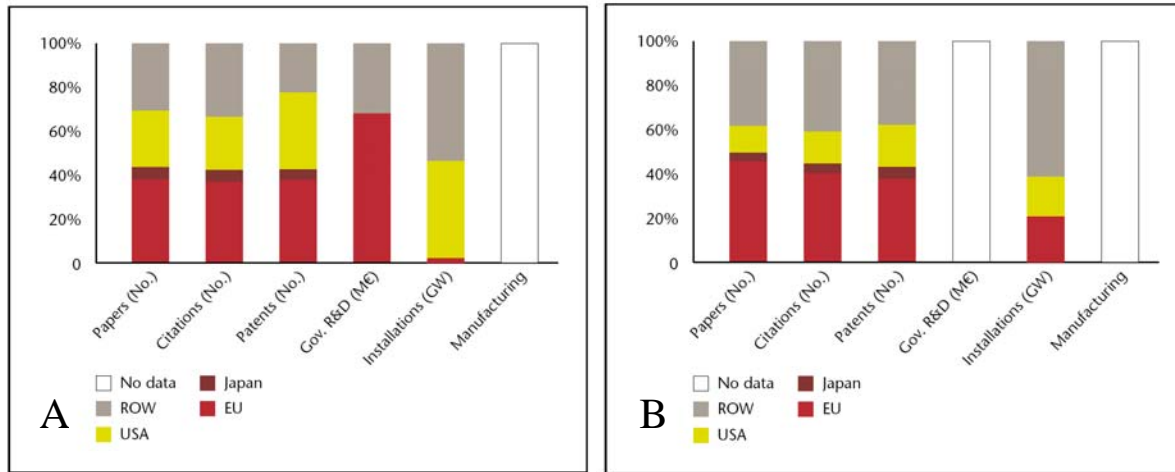 100%
80%
60%
40%
20%
0
Papers (No.)
Citations (No.)
Patents (No.)
Gov. R&D (M€)
Installations (GW)
Manufacturing
No data
Japan
ROW
EU
USA
A
100%
80%
60%
40%
20%
0
Papers (No.)
Citations (No.)
Patents (No.)
Gov. R&D (M€)
Installations (GW)
Manufacturing
No data
Japan
ROW
EU
USA
B